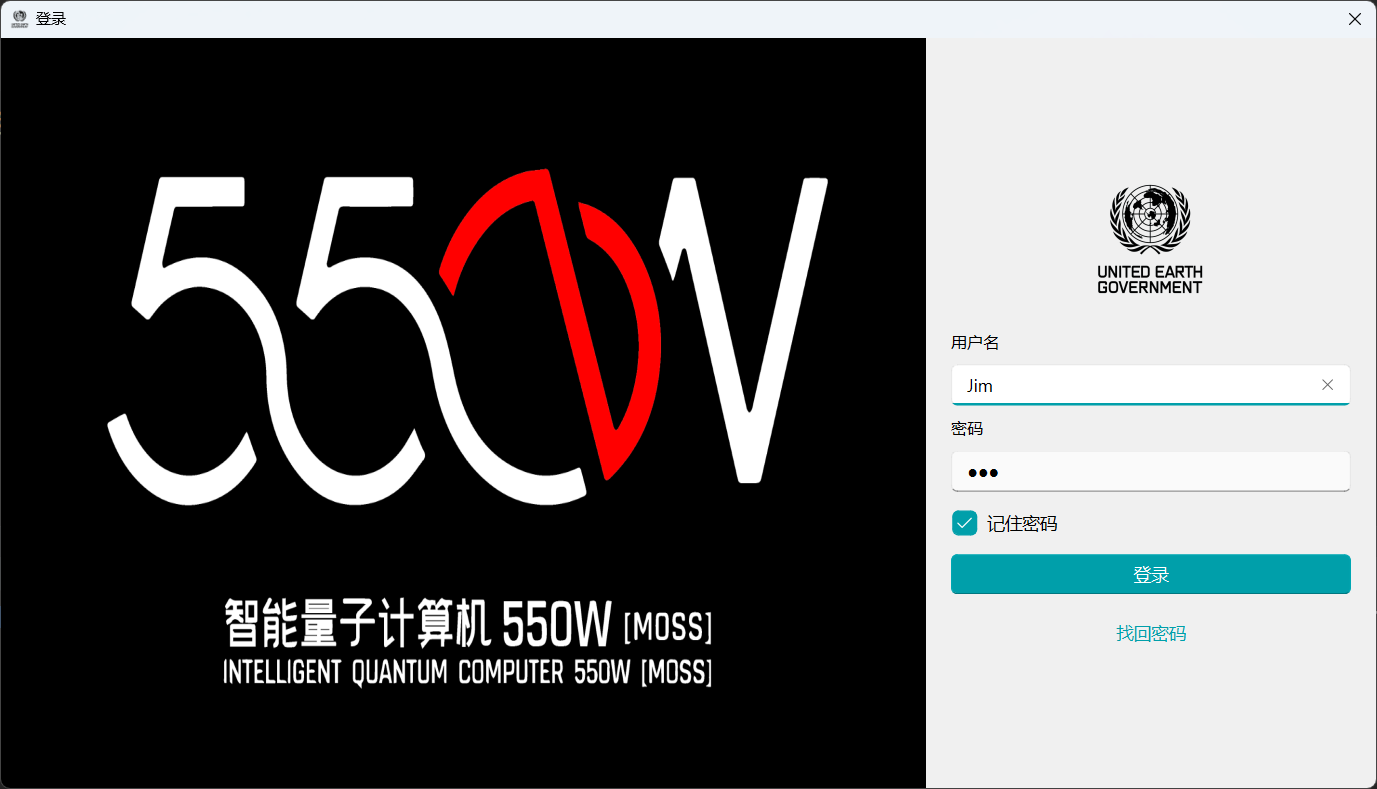 登录
550W
智能量子计算机 550W [MOSS]
INTELLIGENT QUANTUM COMPUTER 550W [MOSS]
UNITED EARTH
GOVERNMENT
用户名
Jim
密码
●●●
记住密码
登录
找回密码